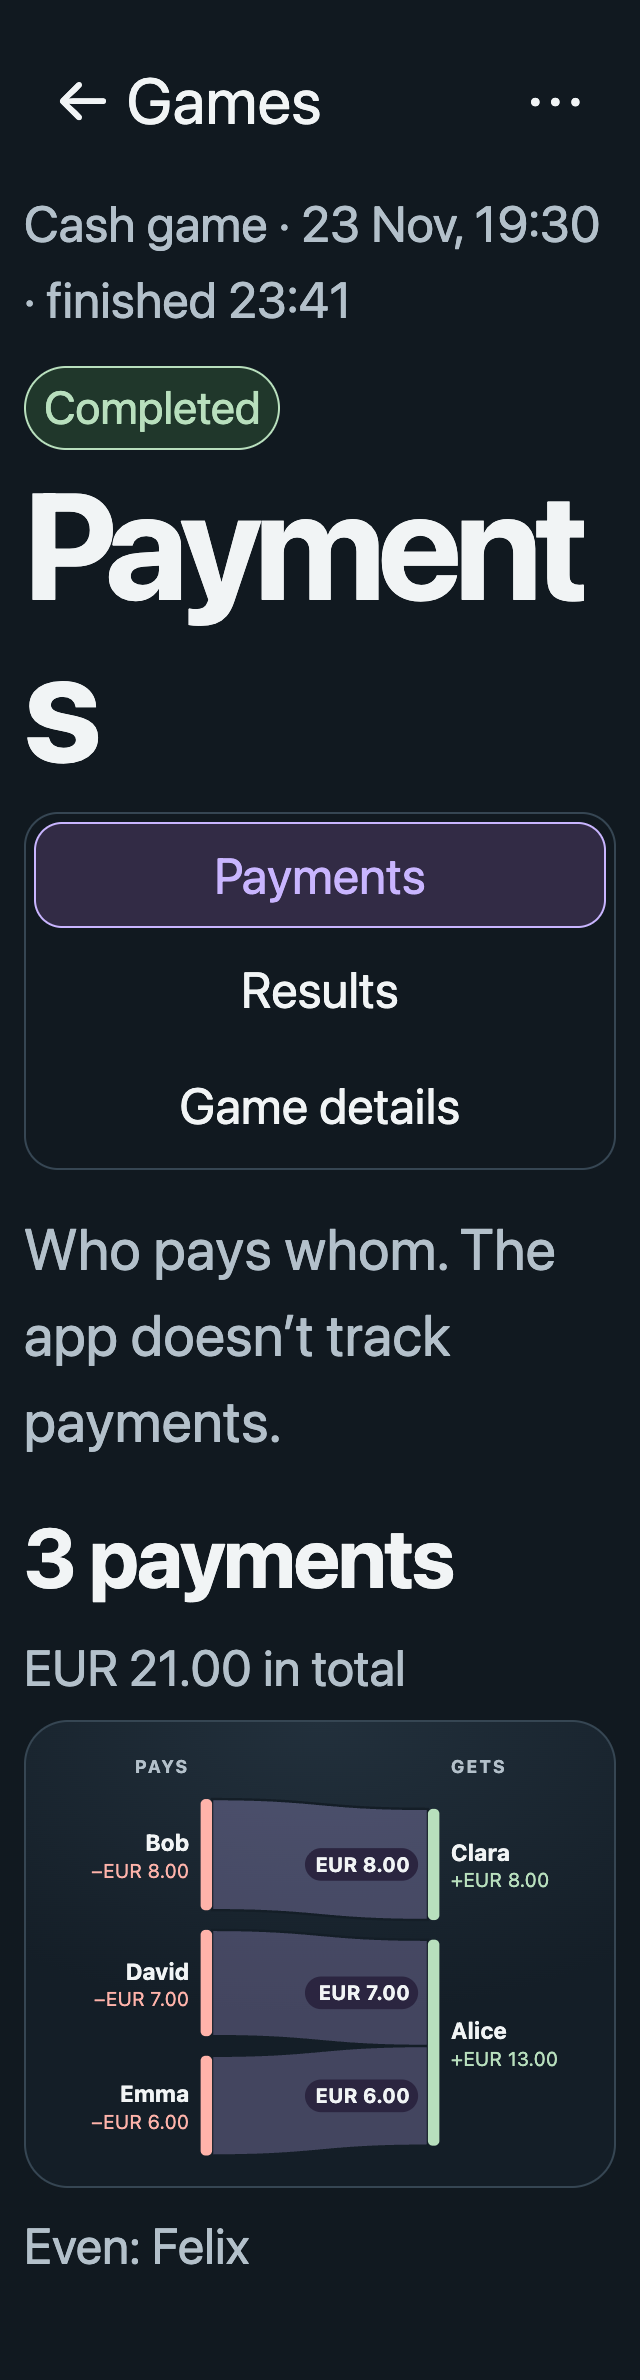 Games
Cash game · 23 Nov, 19:30
· finished 23:41
Completed
Payment
s
Payments
Results
Game details
Who pays whom. The
app doesn’t track
payments.
3 payments
EUR 21.00 in total
PAYS
GETS
Bob
−EUR 8.00
EUR 8.00
Clara
+EUR 8.00
David
−EUR 7.00
EUR 7.00
Alice
+EUR 13.00
Emma
−EUR 6.00
EUR 6.00
Even: Felix